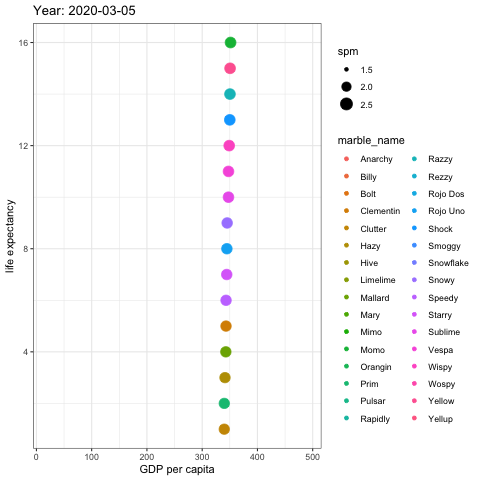 Year: 2020-03-05
16
12
8
4
life expectancy
0
100
200
300
400
500
GDP per capita
spm
1.5
2.0
2.5
marble_name
Anarchy
Billy
Bolt
Clementin
Clutter
Hazy
Hive
Limelime
Mallard
Mary
Mimo
Momo
Orangin
Prim
Pulsar
Rapidly
Razzy
Rezzy
Rojo Dos
Rojo Uno
Shock
Smoggy
Snowflake
Snowy
Speedy
Starry
Sublime
Vespa
Wispy
Wospy
Yellow
Yellup